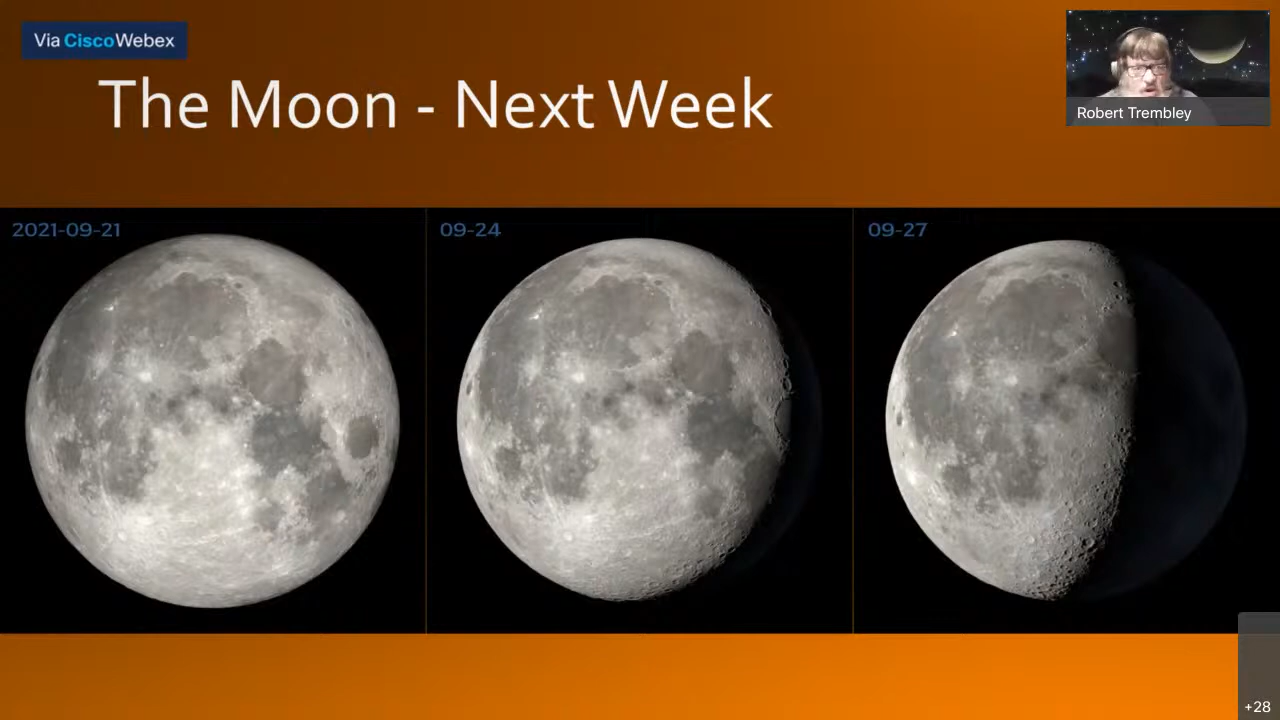 Via CiscoWebex
The Moon - Next Week
Robert Trembley
2021-09-21
09-24
09-27
+28